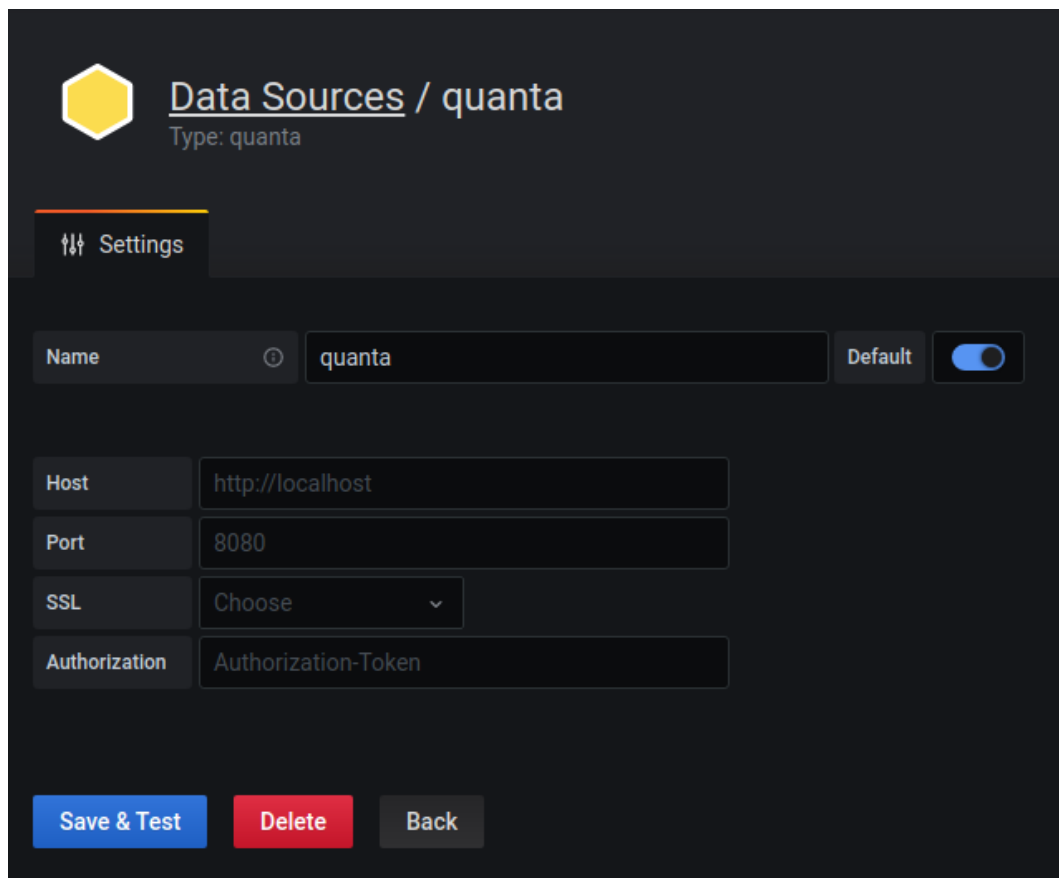 Data Sources / quanta
Type: quanta
Settings
Name quanta Default
Host http://localhost
Port 8080
SSL Choose
Authorization Authorization-Token
Save & Test Delete Back